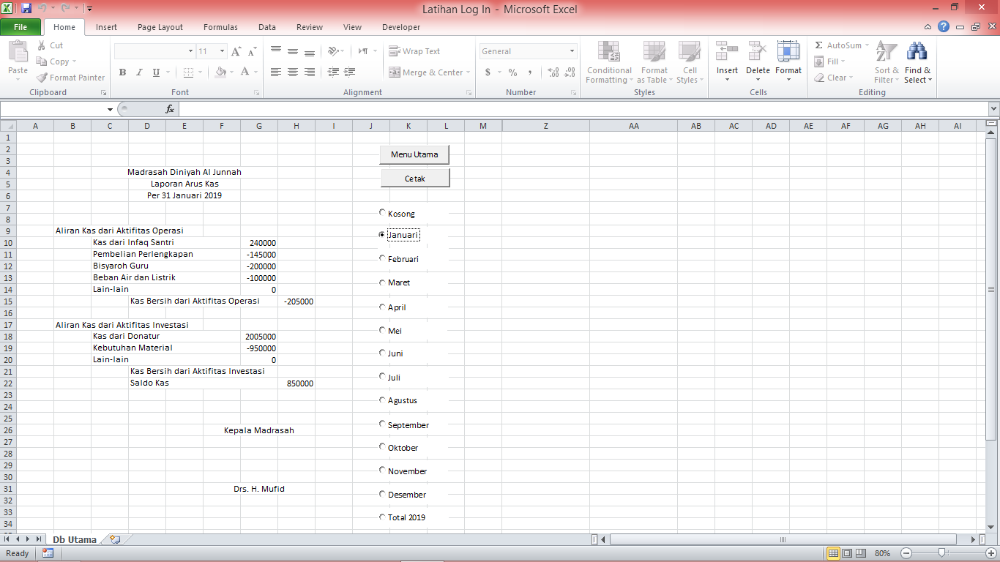 Latihan Log In - Microsoft Excel
File Home Insert Page Layout Formulas Data Review View Developer
Paste
Cut
Copy
Format Painter
Clipboard
11
B I U A
Font
Wrap Text
Merge & Center
Alignment
General
$ % ,
Number
Conditional Formatting
Format as Table
Cell Styles
Styles
Insert Delete Format
Cells
Σ AutoSum
Fill
Clear
Sort & Filter
Find & Select
Editing
fx
A B C D E F G H I J K L M Z AA AB AC AD AE AF AG AH AI
1
2 Menu Utama
3
4 Madrasah Diniyah Al Junnah Cetak
5 Laporan Arus Kas
6 Per 31 Januari 2019
7 Kosong
8
9 Aliran Kas dari Aktifitas Operasi Januari
10 Kas dari Infaq Santri 240000
11 Pembelian Perlengkapan -145000 Februari
12 Bisyaroh Guru -200000
13 Beban Air dan Listrik -100000 Maret
14 Lain-lain 0
15 Kas Bersih dari Aktifitas Operasi -205000 April
16
17 Aliran Kas dari Aktifitas Investasi Mei
18 Kas dari Donatur 2005000
19 Kebutuhan Material -950000 Juni
20 Lain-lain 0
21 Kas Bersih dari Aktifitas Investasi Juli
22 Saldo Kas 850000
23 Agustus
24
25 September
26 Kepala Madrasah
27 Oktober
28
29 November
30
31 Drs. H. Mufid Desember
32
33 Total 2019
34
Db Utama
Ready 80%